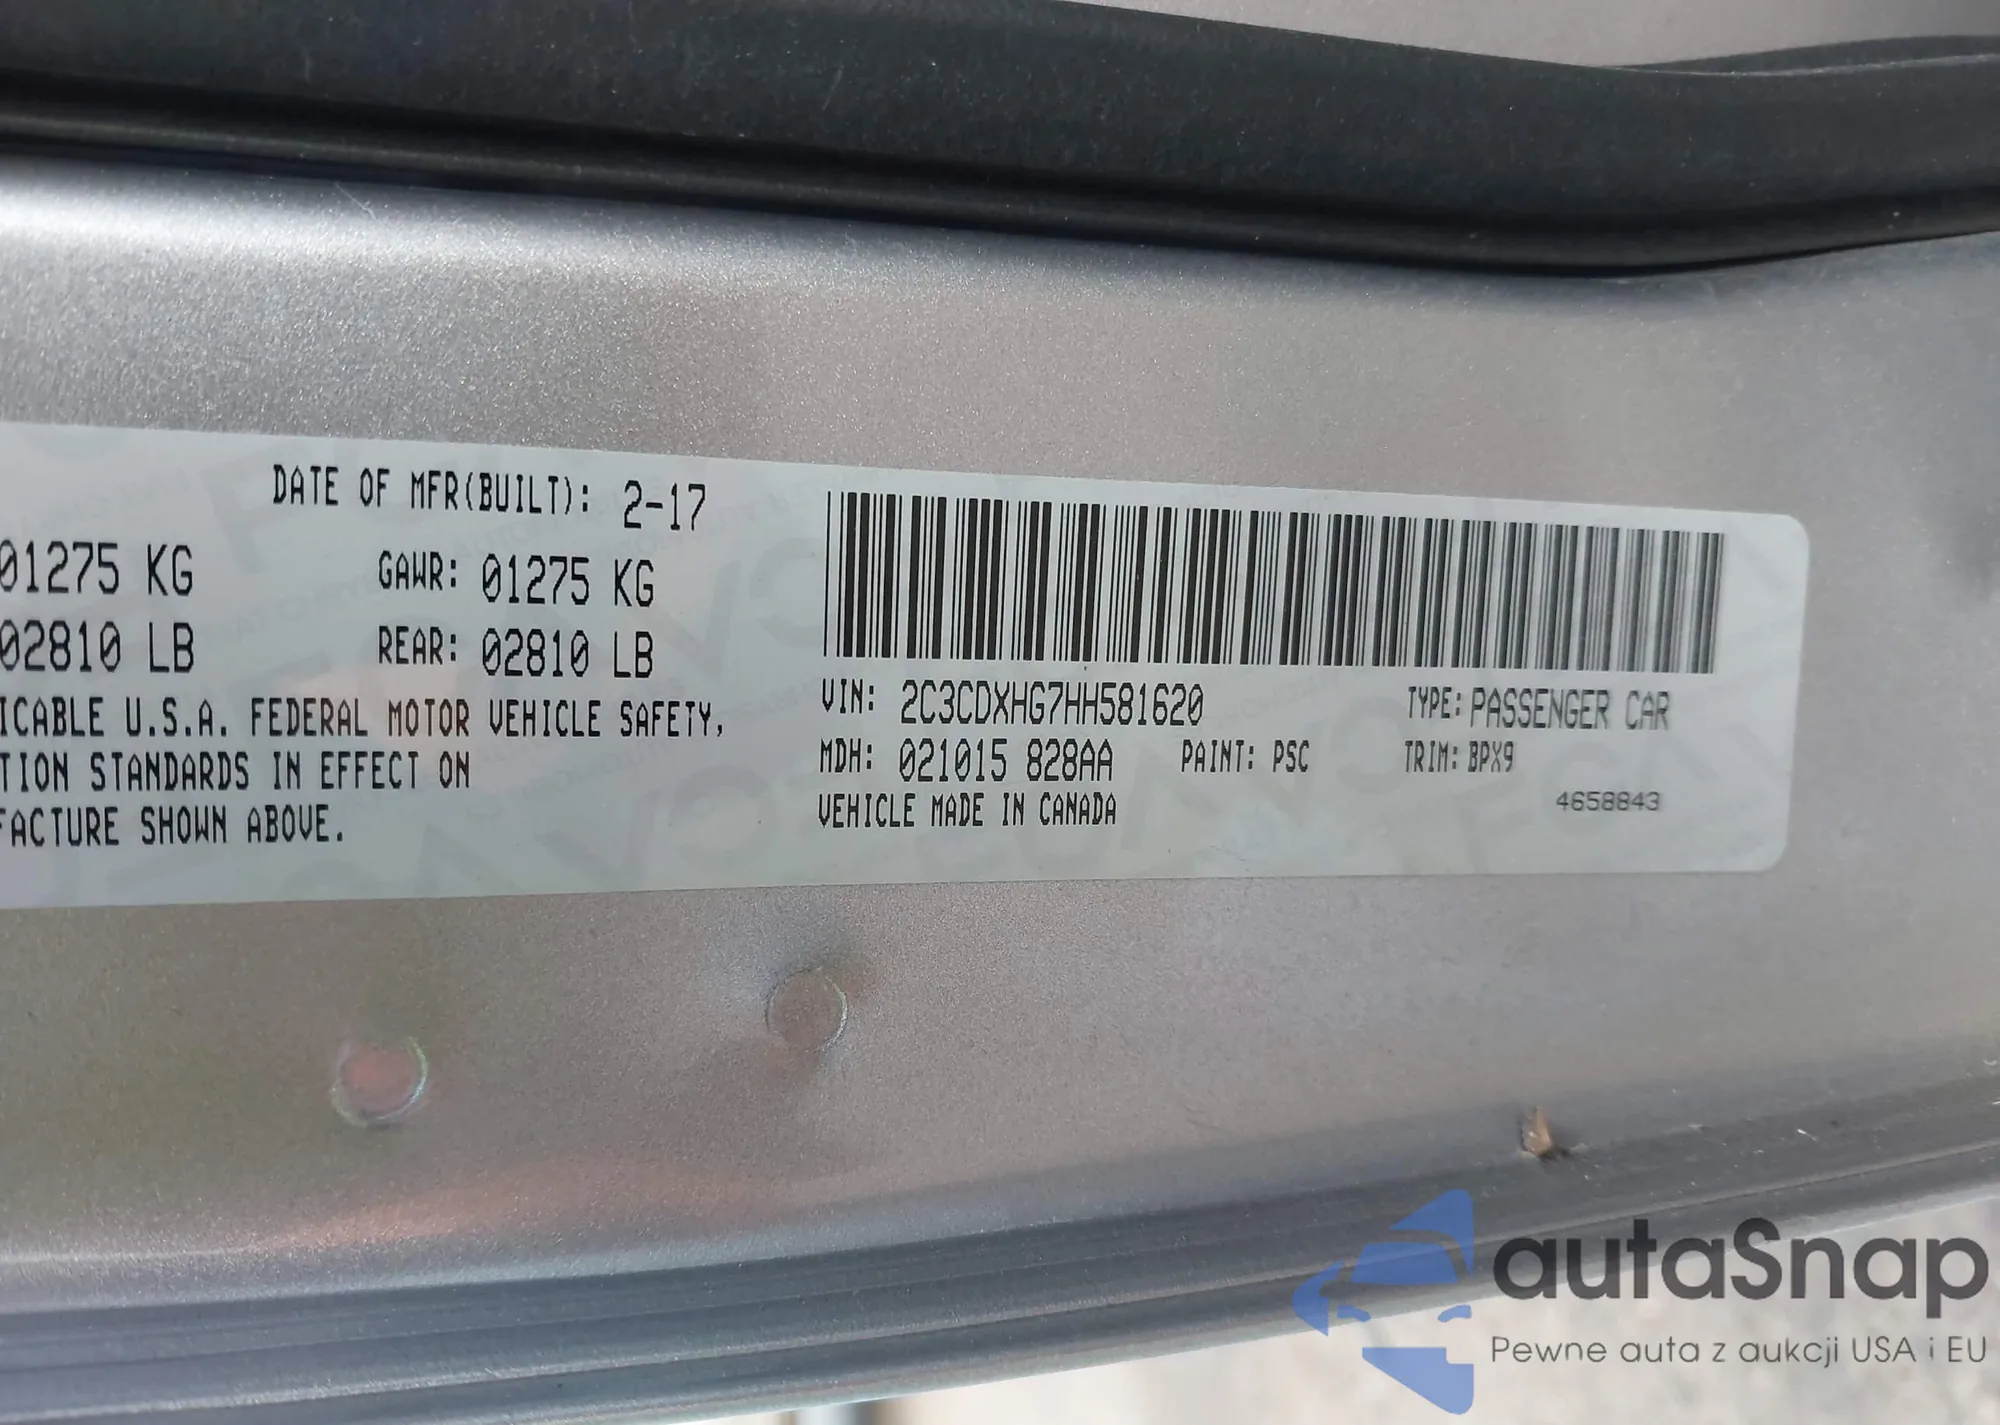 DATE OF MFR(BUILT): 2-17
01275 KG GAWR: 01275 KG
02810 LB REAR: 02810 LB
ICABLE U.S.A. FEDERAL MOTOR VEHICLE SAFETY,
TION STANDARDS IN EFFECT ON
FACTURE SHOWN ABOVE.
VIN: 2C3CDXHG7HH581620 TYPE: PASSENGER CAR
MDH: 021015 828AA PAINT: PSC TRIM: BPX9
VEHICLE MADE IN CANADA
4658843
autaSnap
Pewne auta z aukcji USA i EU